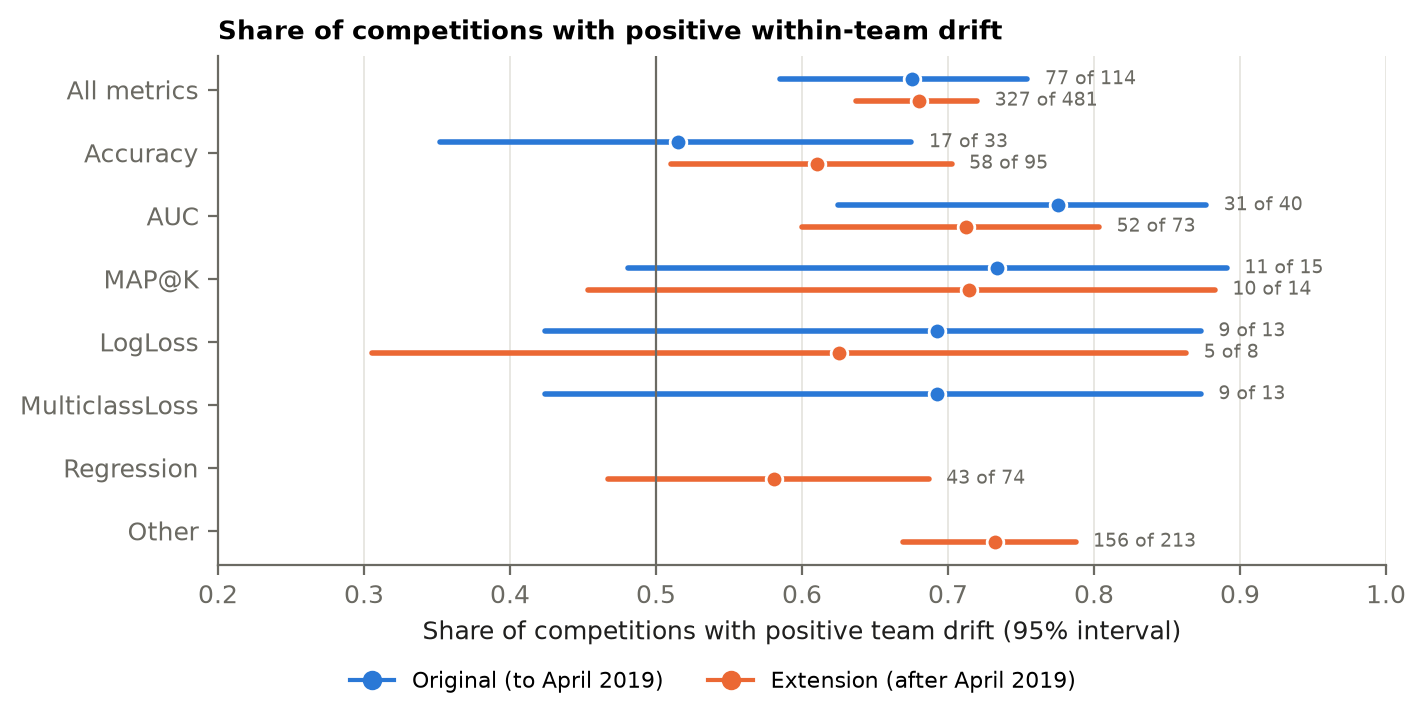 Share of competitions with positive within-team drift
All metrics
77 of 114
327 of 481
Accuracy
17 of 33
58 of 95
AUC
31 of 40
52 of 73
MAP@K
11 of 15
10 of 14
LogLoss
9 of 13
5 of 8
MulticlassLoss
9 of 13
Regression
43 of 74
Other
156 of 213
0.2 0.3 0.4 0.5 0.6 0.7 0.8 0.9 1.0
Share of competitions with positive team drift (95% interval)
Original (to April 2019) Extension (after April 2019)